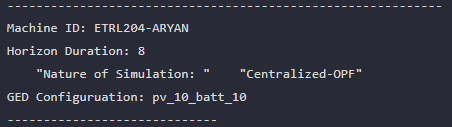 ------------------------------------------------------------
Machine ID: ETRL204-ARYAN
Horizon Duration: 8
    "Nature of Simulation: "    "Centralized-OPF"
GED Configuruation: pv_10_batt_10
-----------------------------